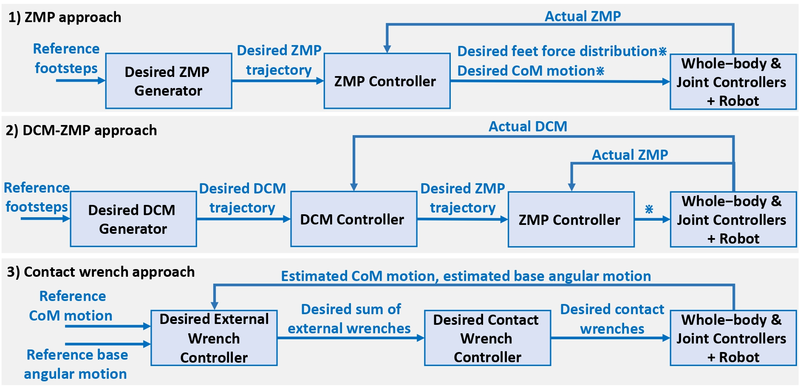 1) ZMP approach
Actual ZMP
Reference
footsteps
Desired ZMP
Generator
Desired ZMP
trajectory
ZMP Controller
Desired feet force distribution※
Desired CoM motion※
Whole−body &
Joint Controllers
+ Robot
2) DCM-ZMP approach
Actual DCM
Actual ZMP
Reference
footsteps
Desired DCM
Generator
Desired DCM
trajectory
DCM Controller
Desired ZMP
trajectory
ZMP Controller
※
Whole−body &
Joint Controllers
+ Robot
3) Contact wrench approach
Estimated CoM motion, estimated base angular motion
Reference
CoM motion
Reference base
angular motion
Desired External
Wrench
Controller
Desired sum of
external wrenches
Desired Contact
Wrench
Controller
Desired contact
wrenches
Whole−body &
Joint Controllers
+ Robot